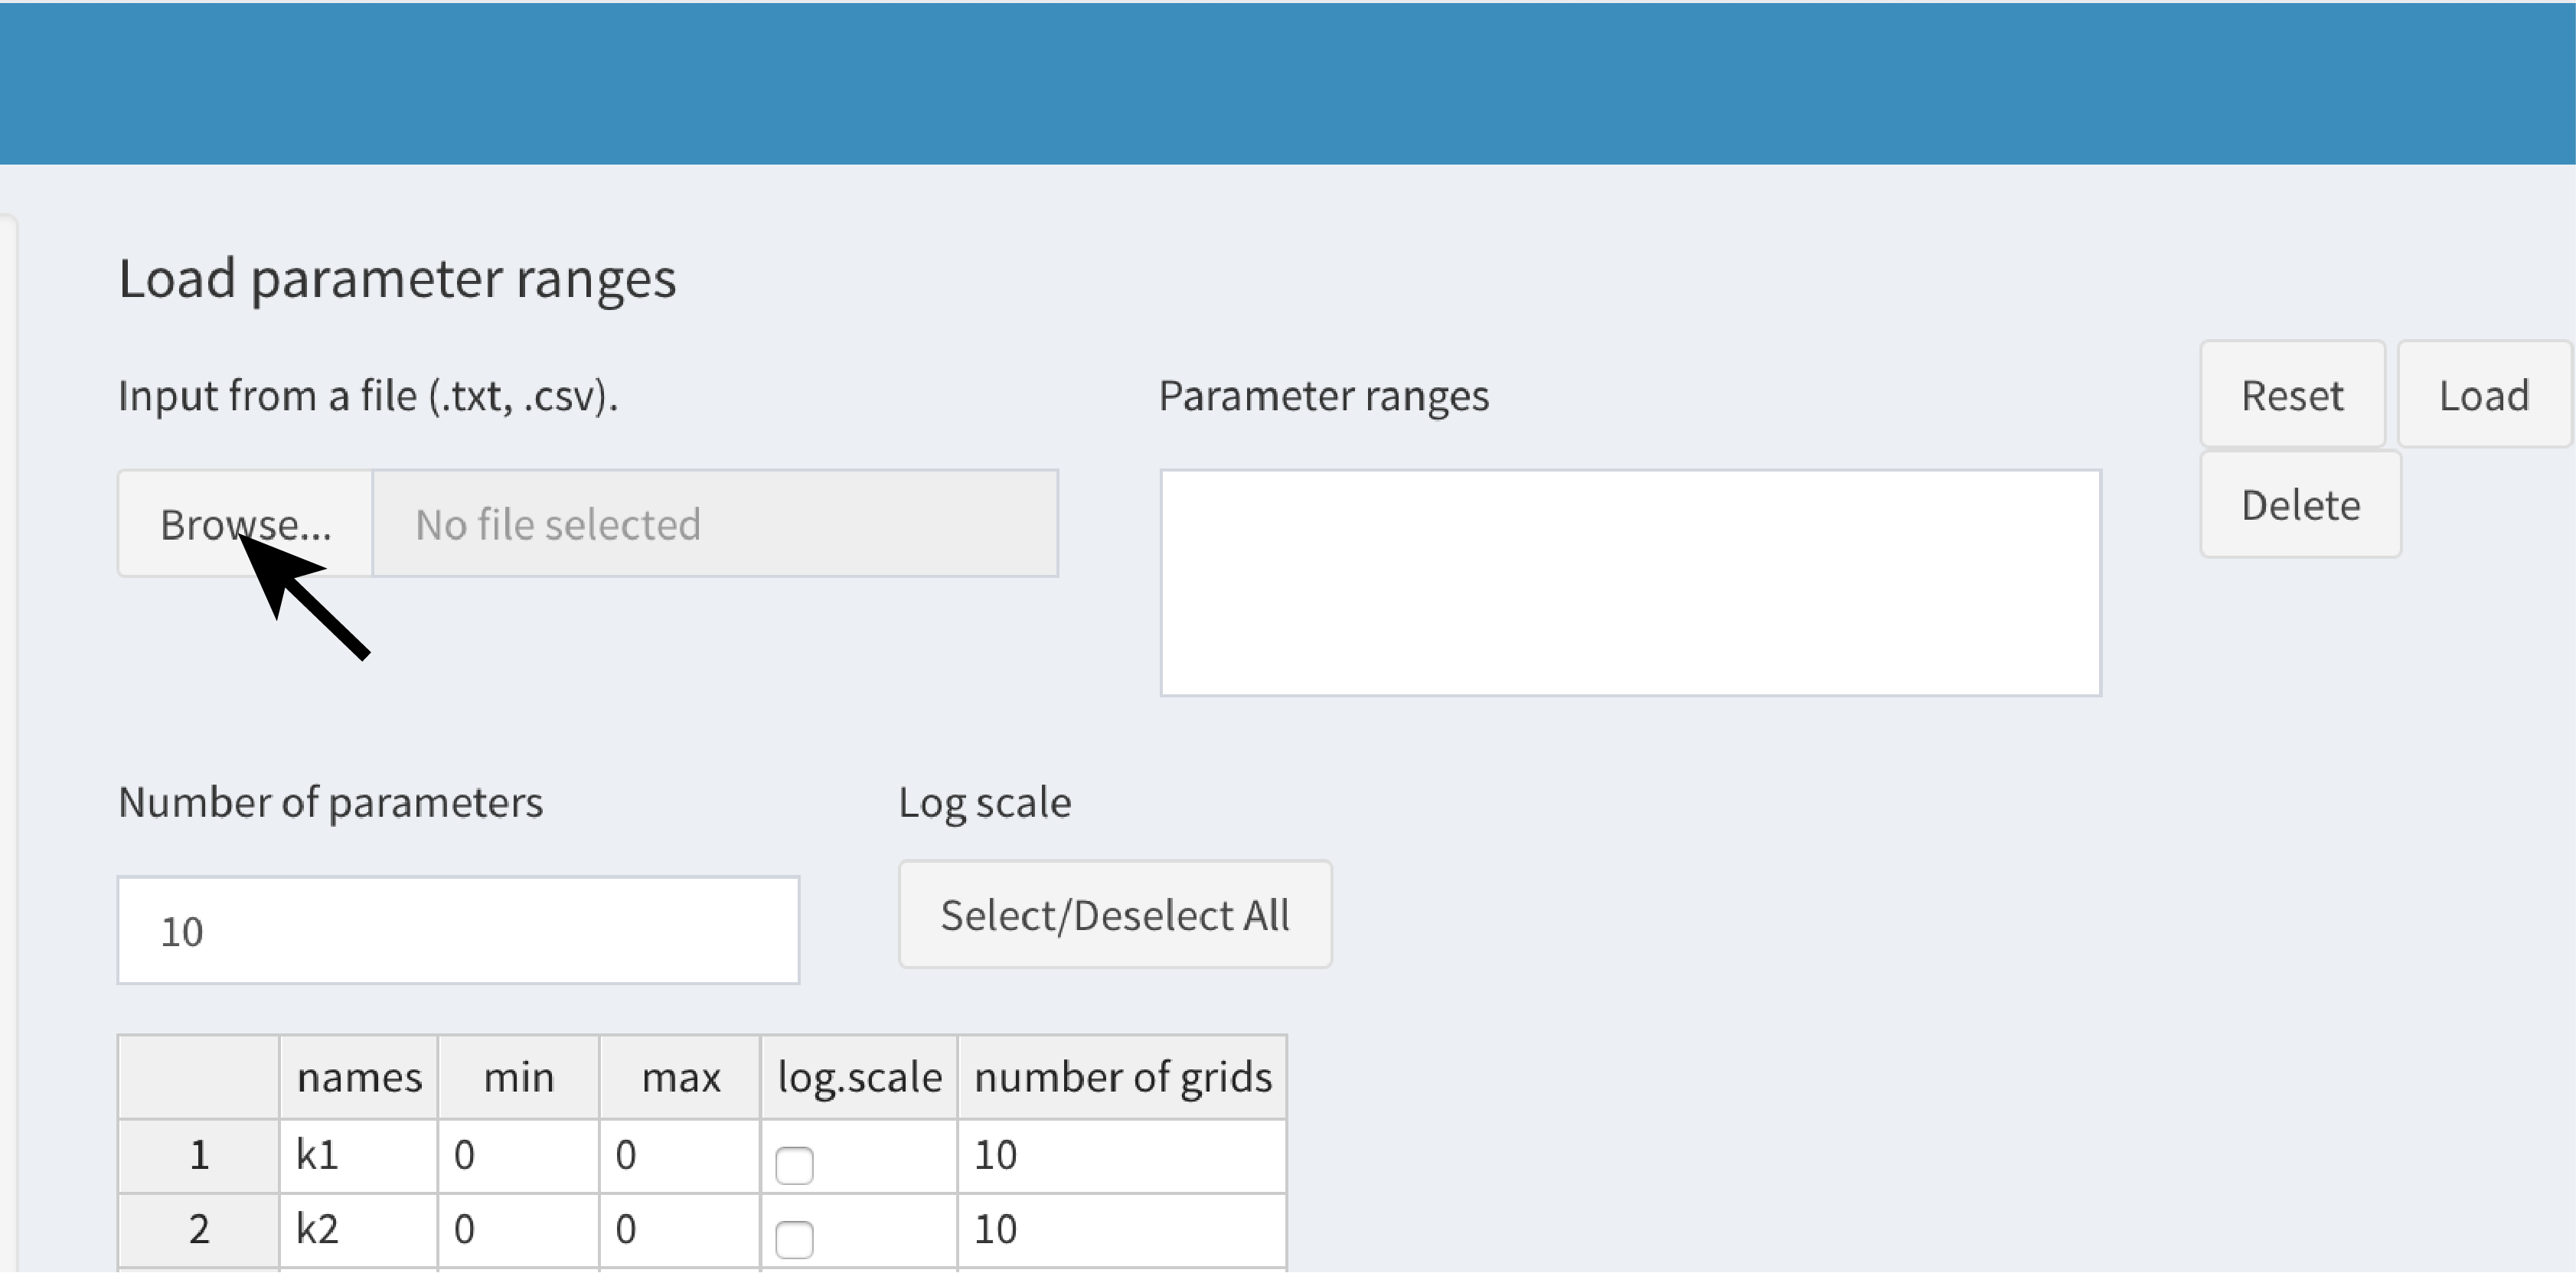 Load parameter ranges
Input from a file (.txt, .csv).
Parameter ranges
Reset
Load
Browse...
No file selected
Delete
Number of parameters
Log scale
10
Select/Deselect All
names min max log.scale number of grids
1 k1 0 0 10
2 k2 0 0 10